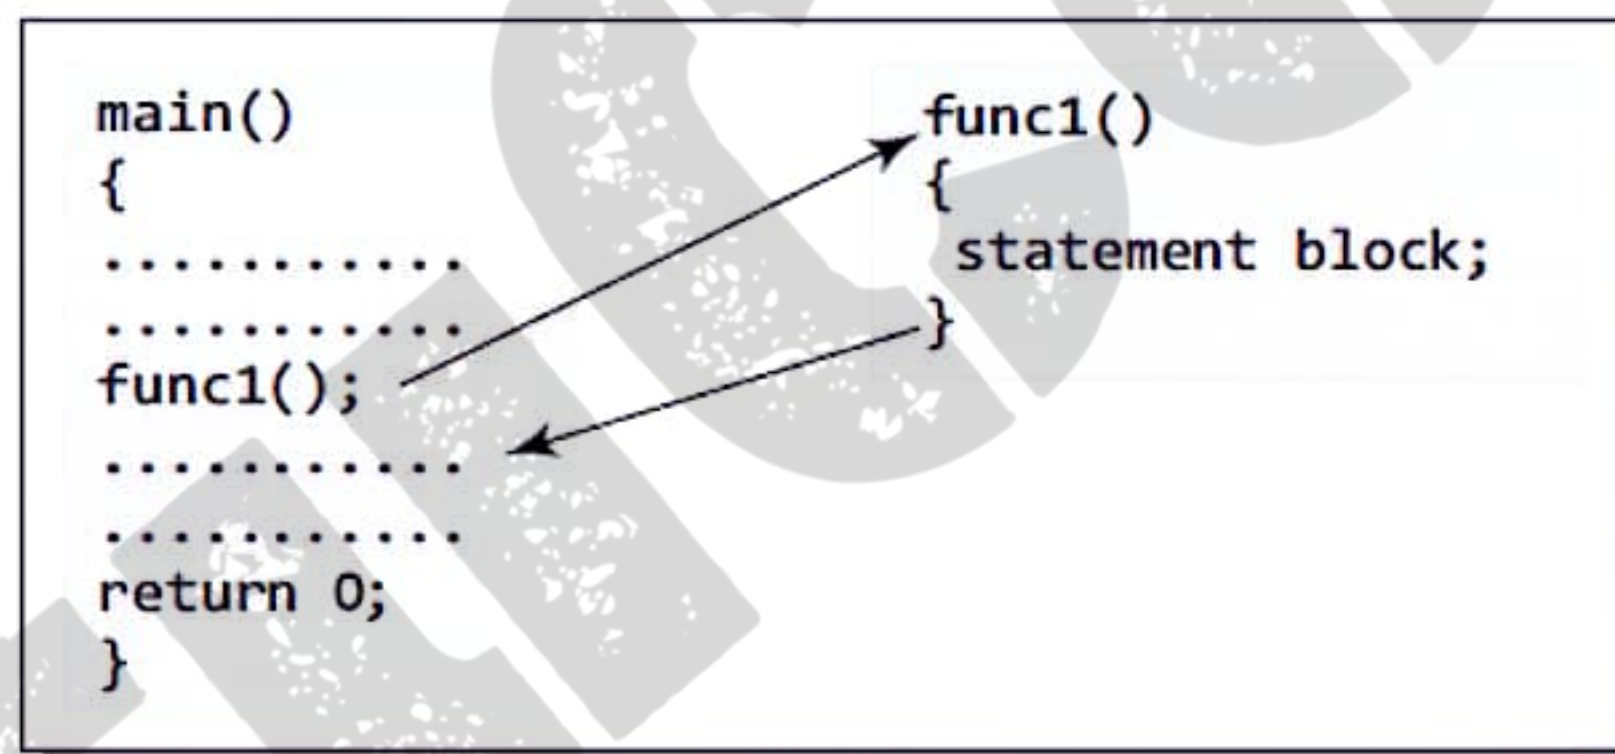 main()
{
...........
...........
func1();
...........
...........
return 0;
}
func1()
{
statement block;
}